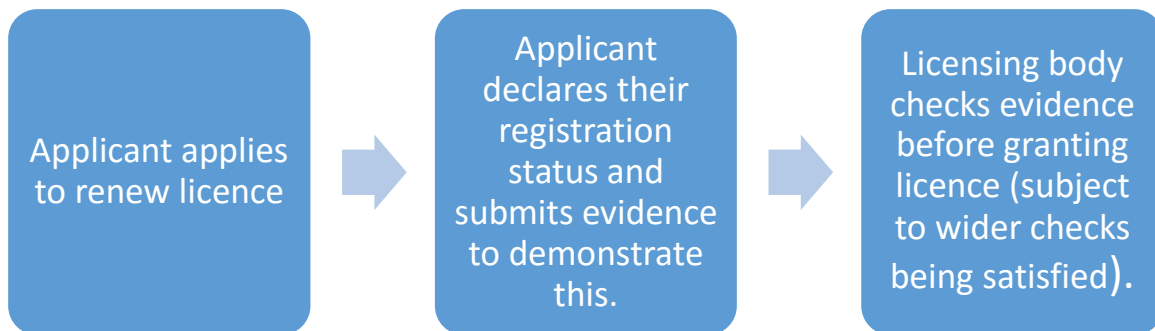 Applicant applies
to renew licence
Applicant
declares their
registration
status and
submits evidence
to demonstrate
this.
Licensing body
checks evidence
before granting
licence (subject
to wider checks
being satisfied).